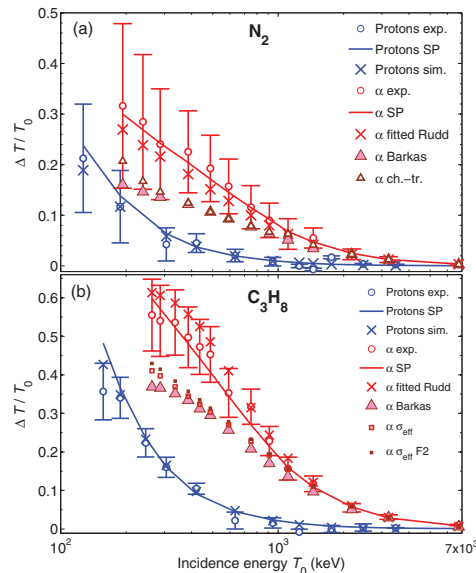 (a) N₂
0.5
0.4
0.3
0.2
0.1
0
Δ T/ T₀
Protons exp.
Protons SP
Protons sim.
α exp.
α SP
α fitted Rudd
α Barkas
α ch.-tr.
(b) C₃H₈
0.6
0.5
0.4
0.3
0.2
0.1
0
Δ T/ T₀
Protons exp.
Protons SP
Protons sim.
α exp.
α SP
α fitted Rudd
α Barkas
α σeff
α σeff F2
10² 10³ 7×10³
Incidence energy T₀ (keV)